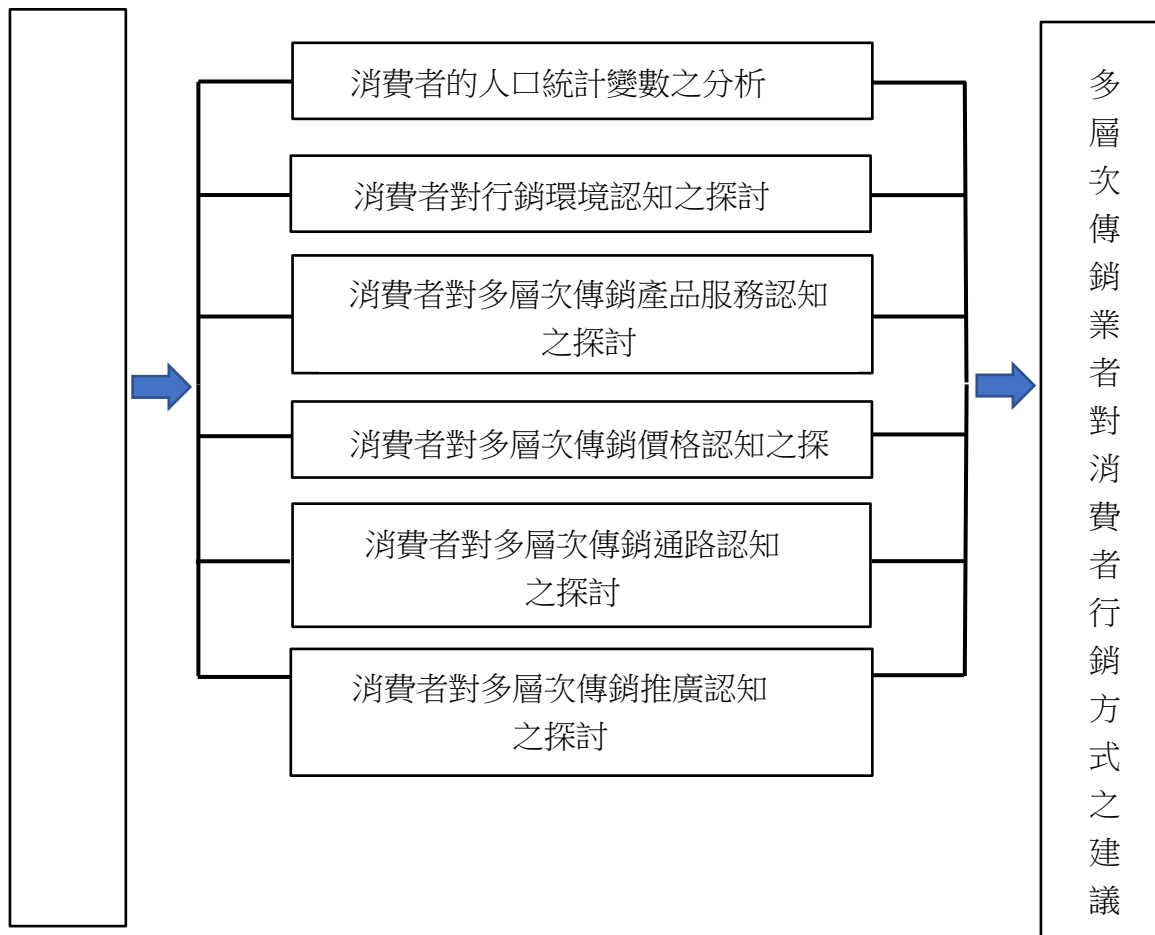 消費者的人口統計變數之分析
消費者對行銷環境認知之探討
消費者對多層次傳銷產品服務認知
之探討
消費者對多層次傳銷價格認知之探
消費者對多層次傳銷通路認知
之探討
消費者對多層次傳銷推廣認知
之探討
多層次傳銷業者對消費者行銷方式之建議